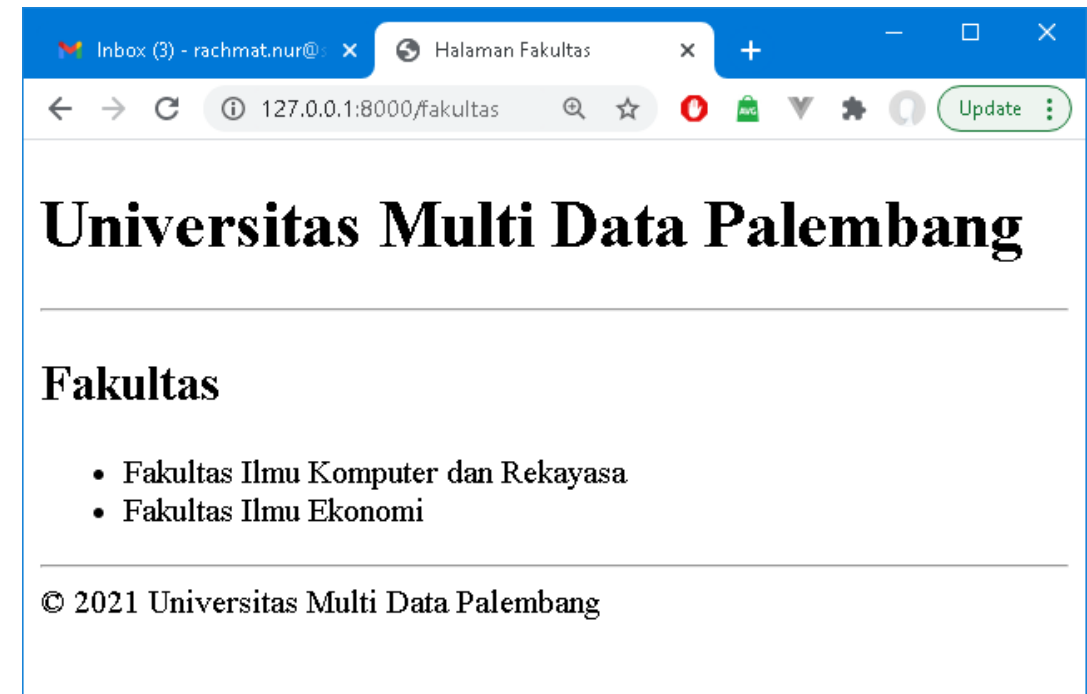 Inbox (3) - rachmat.nur@s
Halaman Fakultas
127.0.0.1:8000/fakultas
AVG
Update
Universitas Multi Data Palembang
Fakultas
• Fakultas Ilmu Komputer dan Rekayasa
• Fakultas Ilmu Ekonomi
© 2021 Universitas Multi Data Palembang